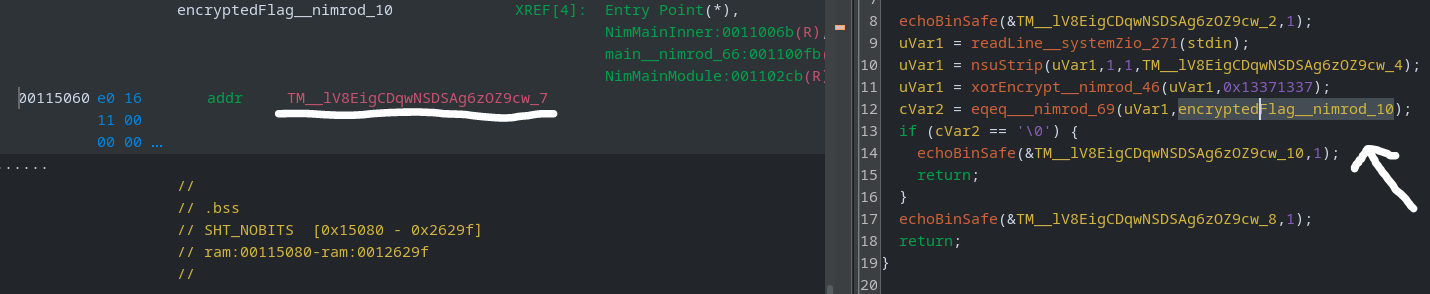 encryptedFlag__nimrod_10 XREF[4]: Entry Point(*),
NimMainInner:0011006b(R),
main__nimrod_66:001100fb(
NimMainModule:001102cb(R)
00115060 e0 16 addr TM__lV8EigCDqwNSDSAg6zOZ9cw_7
11 00
00 00 ...
......
//
// .bss
// SHT_NOBITS [0x15080 - 0x2629f]
// ram:00115080-ram:0012629f
//
7
8 echoBinSafe(&TM__lV8EigCDqwNSDSAg6zOZ9cw_2,1);
9 uVar1 = readLine__systemZio_271(stdin);
10 uVar1 = nsuStrip(uVar1,1,1,TM__lV8EigCDqwNSDSAg6zOZ9cw_4);
11 uVar1 = xorEncrypt__nimrod_46(uVar1,0x13371337);
12 cVar2 = eqeq___nimrod_69(uVar1,encryptedFlag__nimrod_10);
13 if (cVar2 == '\0') {
14 echoBinSafe(&TM__lV8EigCDqwNSDSAg6zOZ9cw_10,1);
15 return;
16 }
17 echoBinSafe(&TM__lV8EigCDqwNSDSAg6zOZ9cw_8,1);
18 return;
19 }
20